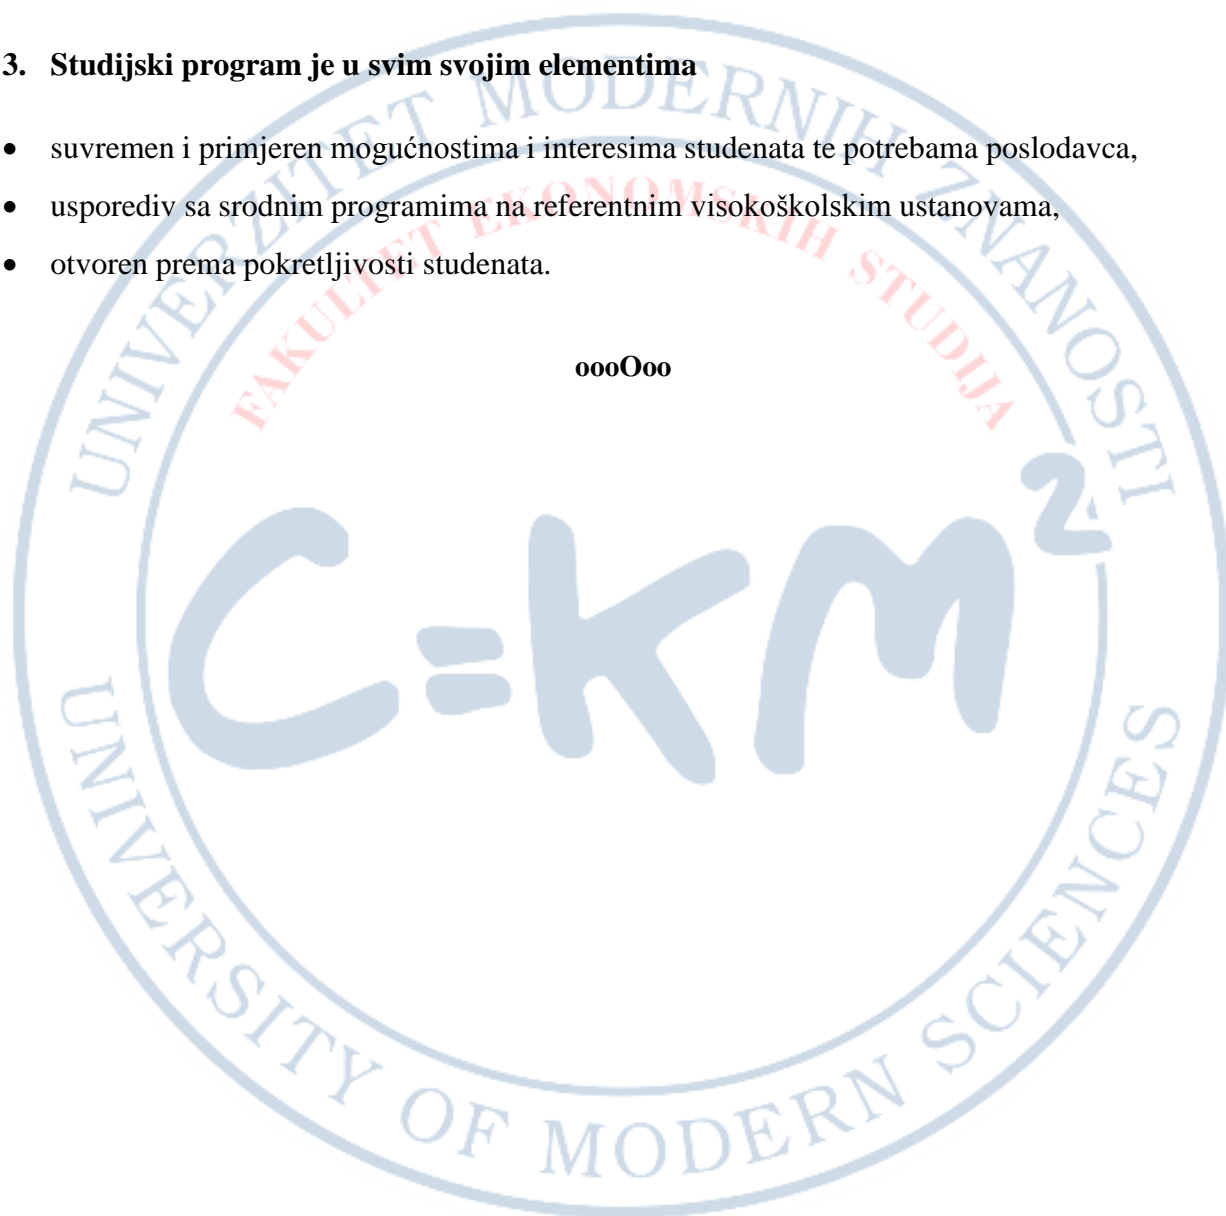 3. Studijski program je u svim svojim elementima
• suvremen i primjeren mogućnostima i interesima studenata te potrebama poslodavca,
• usporediv sa srodnim programima na referentnim visokoškolskim ustanovama,
• otvoren prema pokretljivosti studenata.
oooOoo
UNIVERZITET MODERNIH ZNANOSTI
FAKULTET EKONOMSKIH STUDIJA
C=KM²
UNIVERSITY OF MODERN SCIENCES